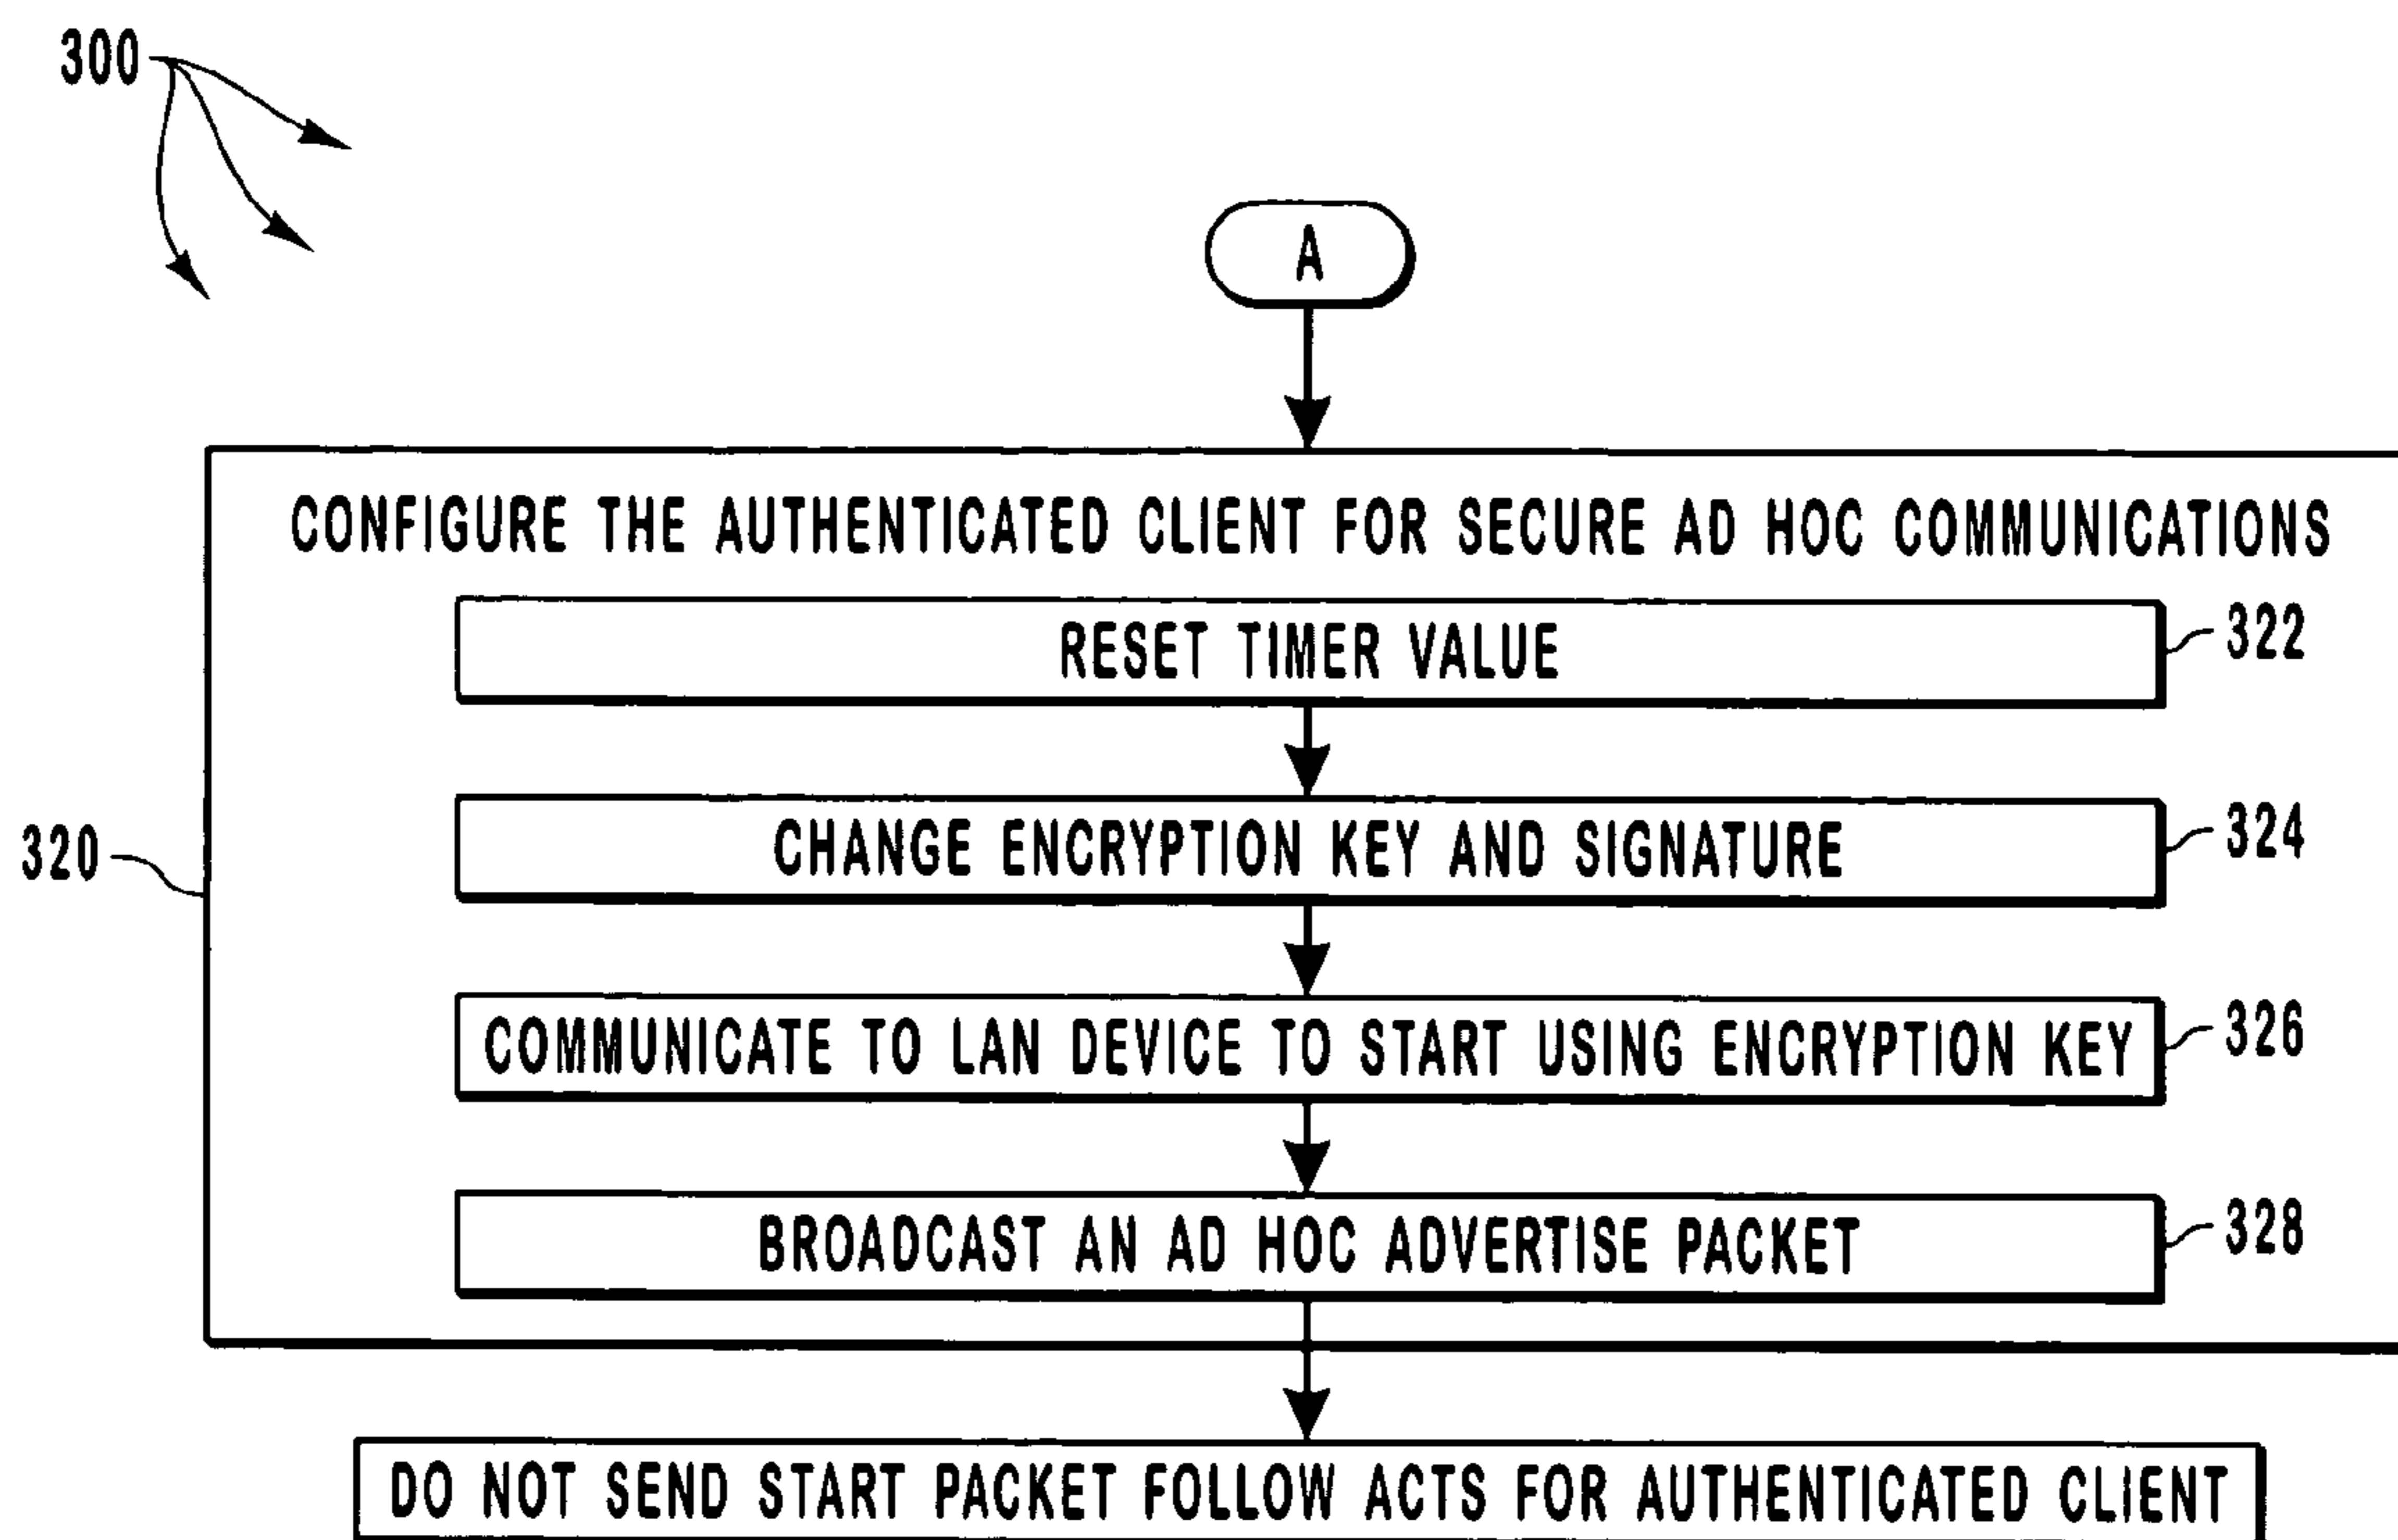 300
A
CONFIGURE THE AUTHENTICATED CLIENT FOR SECURE AD HOC COMMUNICATIONS
RESET TIMER VALUE
322
CHANGE ENCRYPTION KEY AND SIGNATURE
324
320
COMMUNICATE TO LAN DEVICE TO START USING ENCRYPTION KEY
326
BROADCAST AN AD HOC ADVERTISE PACKET
328
DO NOT SEND START PACKET FOLLOW ACTS FOR AUTHENTICATED CLIENT